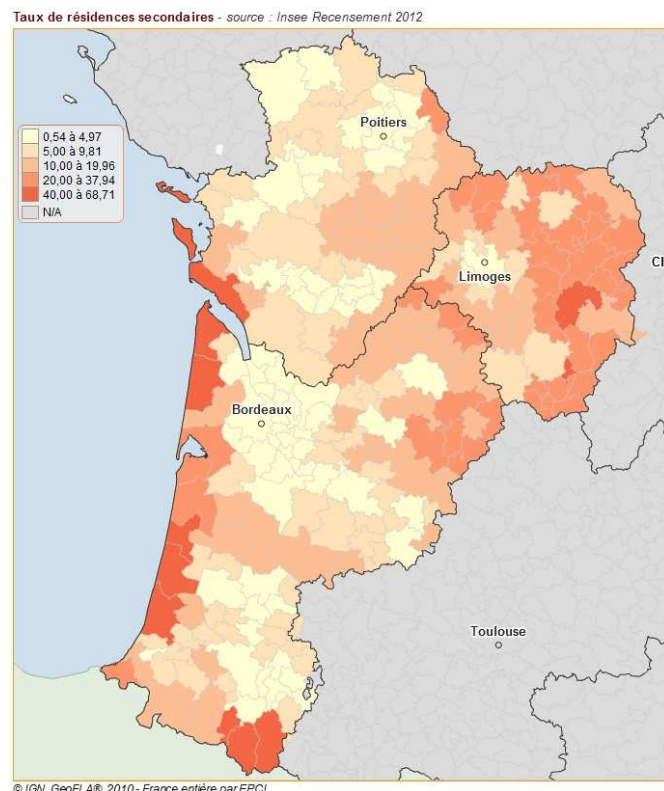 Taux de résidences secondaires - source : Insee Recensement 2012
0,54 à 4,97
5,00 à 9,81
10,00 à 19,96
20,00 à 37,94
40,00 à 68,71
N/A
Poitiers
Limoges
Cl
Bordeaux
Toulouse
© IGN, GeoFLA®, 2010 - France entière par EPCI